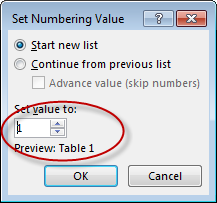 Set Numbering Value
?
Start new list
Continue from previous list
Advance value (skip numbers)
Set value to:
1
Preview: Table 1
OK Cancel